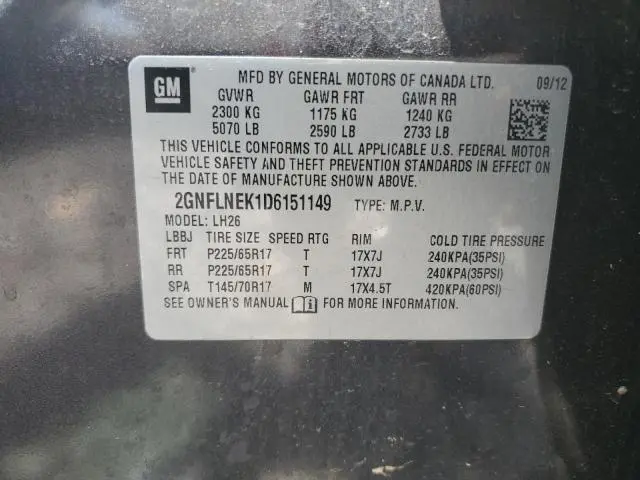 GM
MFD BY GENERAL MOTORS OF CANADA LTD. 09/12
GVWR GAWR FRT GAWR RR
2300 KG 1175 KG 1240 KG
5070 LB 2590 LB 2733 LB
THIS VEHICLE CONFORMS TO ALL APPLICABLE U.S. FEDERAL MOTOR
VEHICLE SAFETY AND THEFT PREVENTION STANDARDS IN EFFECT ON
THE DATE OF MANUFACTURE SHOWN ABOVE.
2GNFLNEK1D6151149 TYPE: M.P.V.
MODEL: LH26
LBBJ TIRE SIZE SPEED RTG RIM COLD TIRE PRESSURE
FRT P225/65R17 T 17X7J 240KPA(35PSI)
RR P225/65R17 T 17X7J 240KPA(35PSI)
SPA T145/70R17 M 17X4.5T 420KPA(60PSI)
SEE OWNER'S MANUAL FOR MORE INFORMATION.